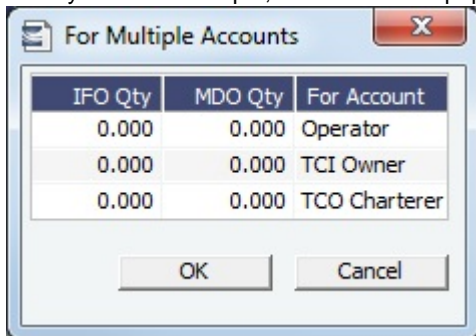 For Multiple Accounts
IFO Qty MDO Qty For Account
0.000 0.000 Operator
0.000 0.000 TCI Owner
0.000 0.000 TCO Charterer
OK Cancel